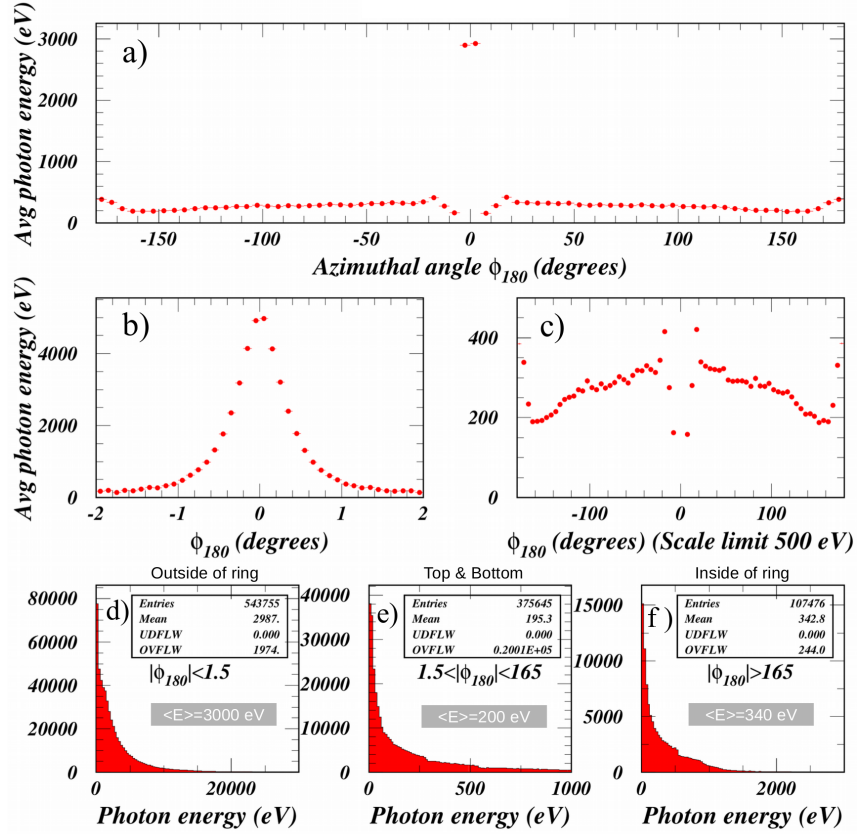 a)
Avg photon energy (eV)
3000
2000
1000
0
-150 -100 -50 0 50 100 150
Azimuthal angle ϕ180 (degrees)
b)
Avg photon energy (eV)
4000
2000
0
-2 -1 0 1 2
ϕ180 (degrees)
c)
400
200
0
-100 0 100
ϕ180 (degrees) (Scale limit 500 eV)
Outside of ring
d)
80000
70000
60000
50000
40000
30000
20000
10000
0
Entries 543755
Mean 2987.
UDFLW 0.000
OVFLW 1974.
|ϕ180|<1.5
<E>=3000 eV
0 20000
Photon energy (eV)
Top & Bottom
e)
40000
30000
20000
10000
0
Entries 375645
Mean 195.3
UDFLW 0.000
OVFLW 0.2001E+05
1.5<|ϕ180|<165
<E>=200 eV
0 500 1000
Photon energy (eV)
Inside of ring
f)
15000
10000
5000
0
Entries 107476
Mean 342.8
UDFLW 0.000
OVFLW 244.0
|ϕ180|>165
<E>=340 eV
0 2000
Photon energy (eV)